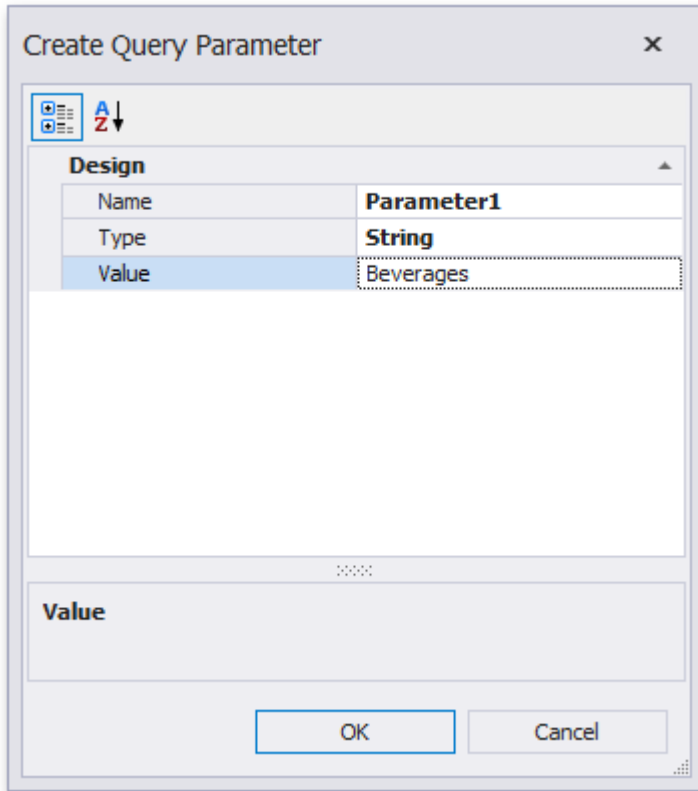 Create Query Parameter
A
Z
Design
Name Parameter1
Type String
Value Beverages
Value
OK Cancel